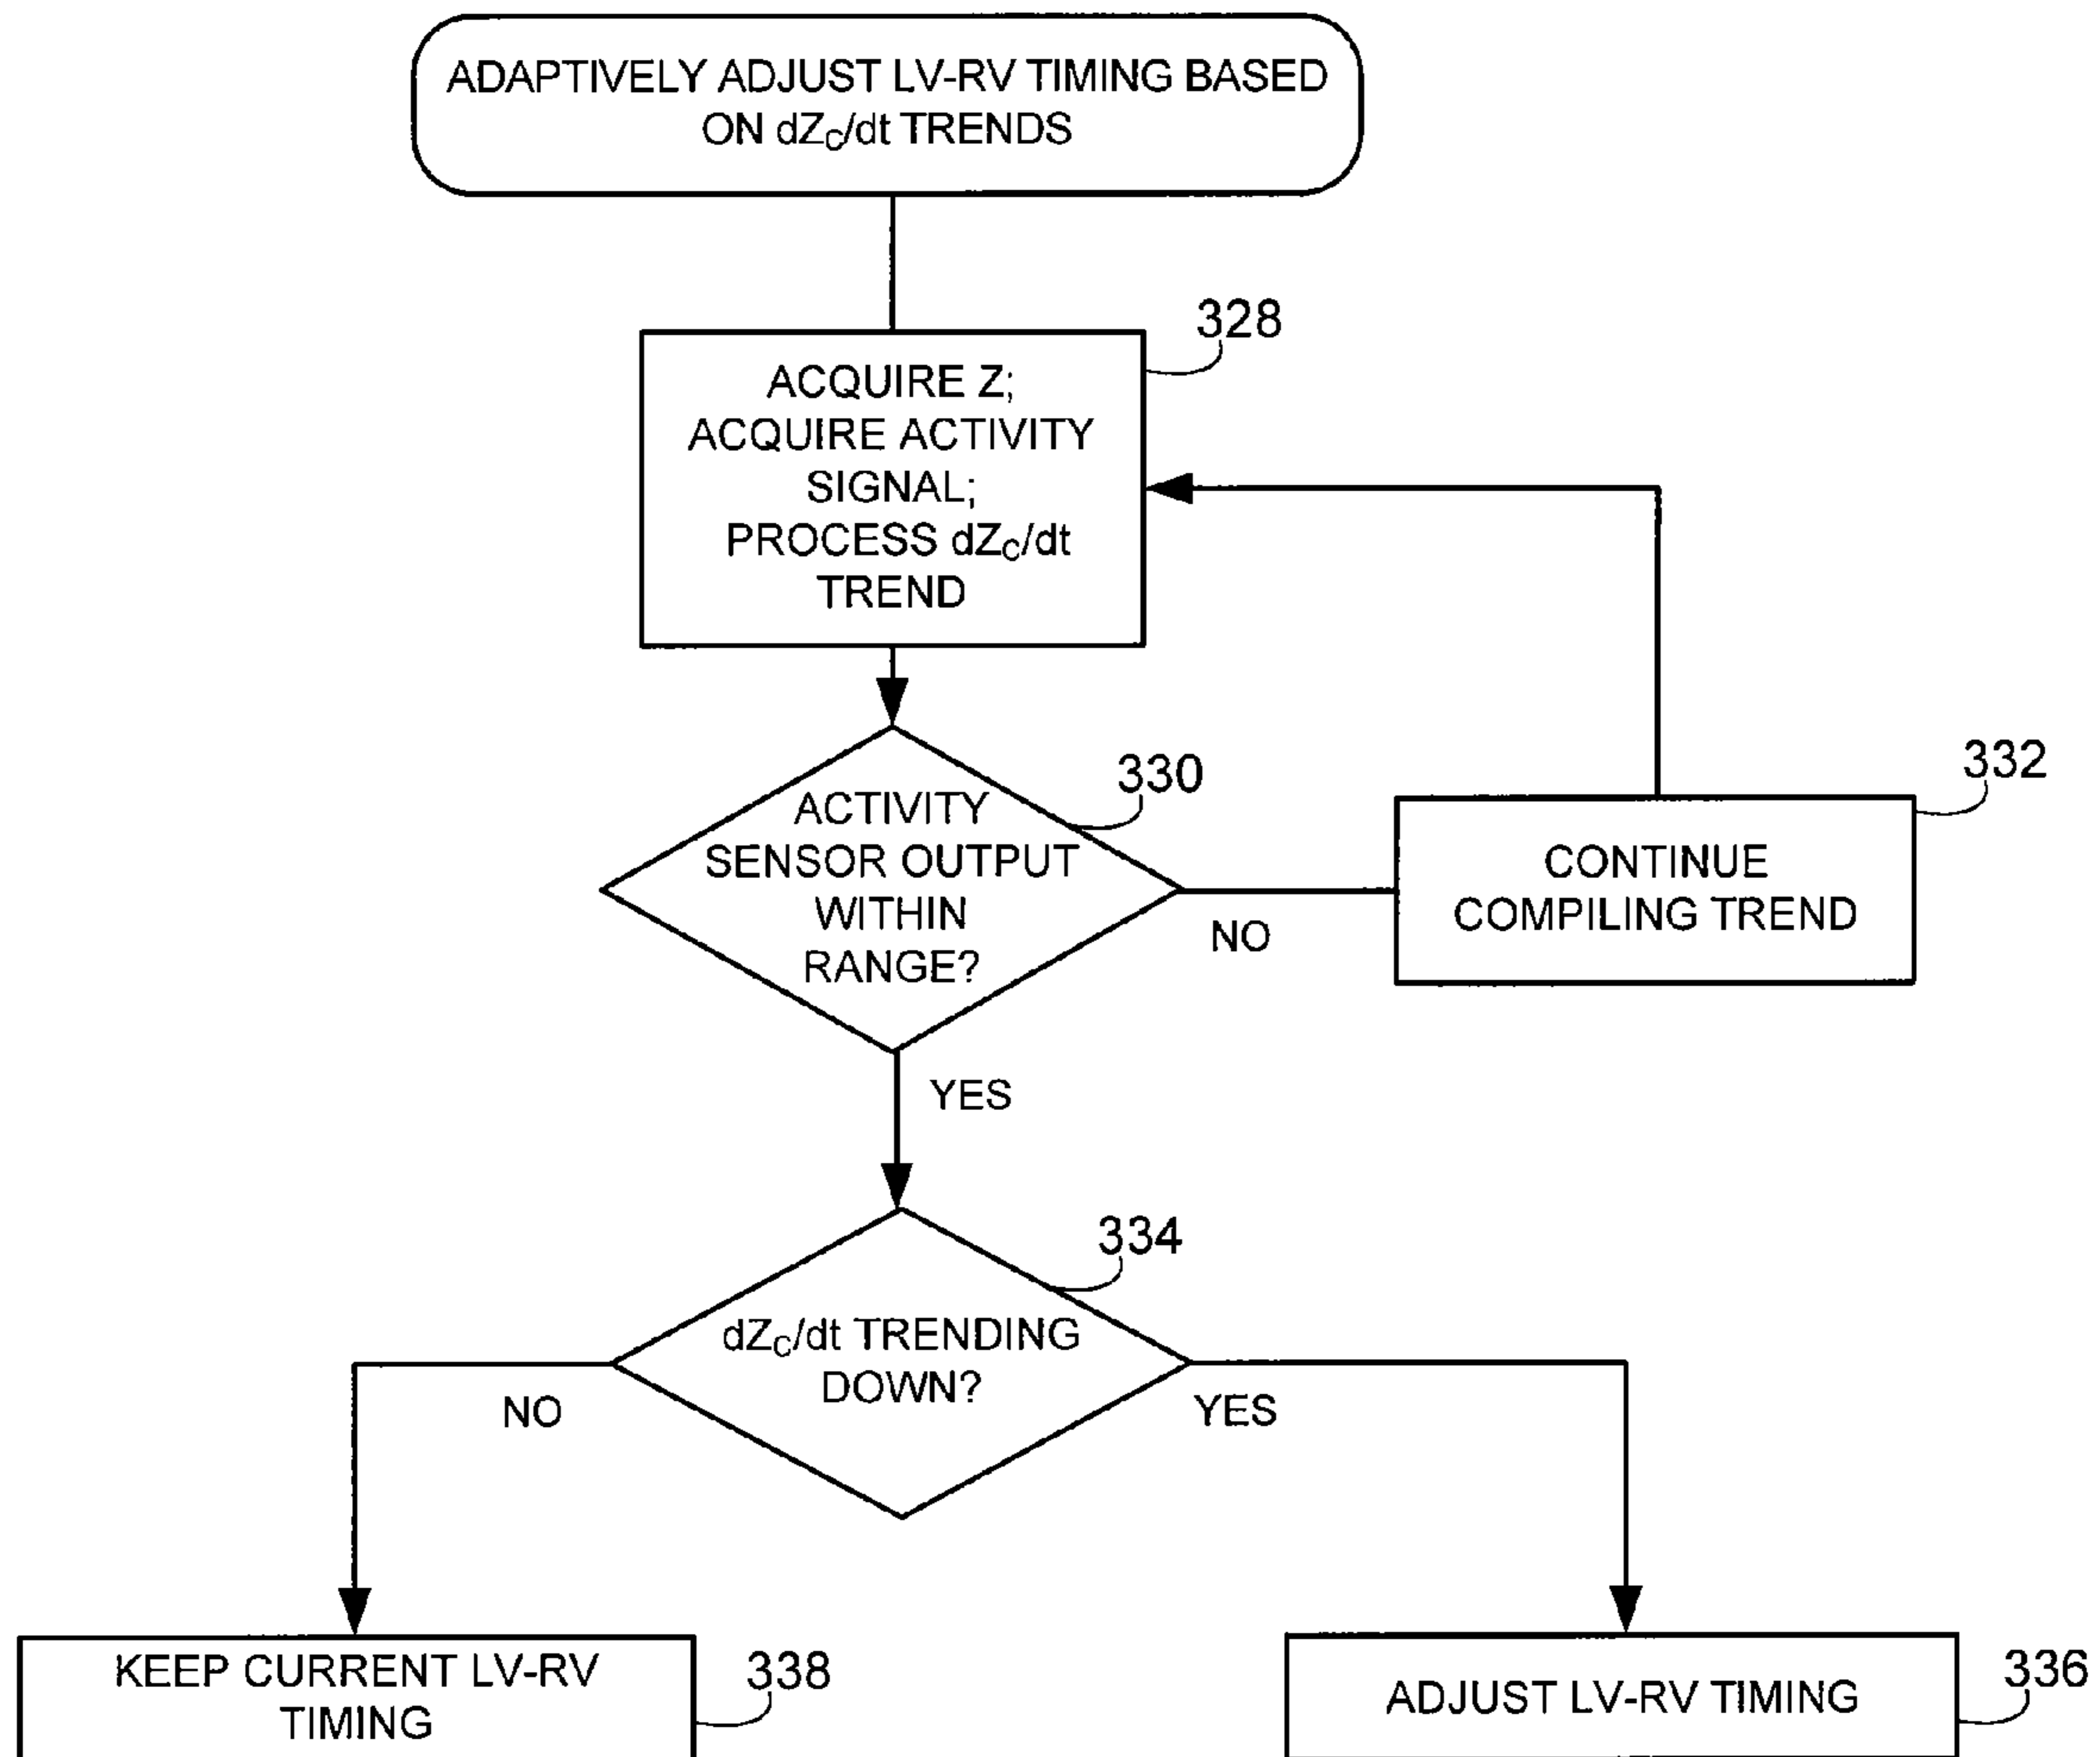 ADAPTIVELY ADJUST LV-RV TIMING BASED
ON dZC/dt TRENDS
328
ACQUIRE Z;
ACQUIRE ACTIVITY
SIGNAL;
PROCESS dZC/dt
TREND
330
ACTIVITY
SENSOR OUTPUT
WITHIN
RANGE?
NO
332
CONTINUE
COMPILING TREND
YES
334
dZC/dt TRENDING
DOWN?
NO
YES
KEEP CURRENT LV-RV
TIMING
338
ADJUST LV-RV TIMING
336